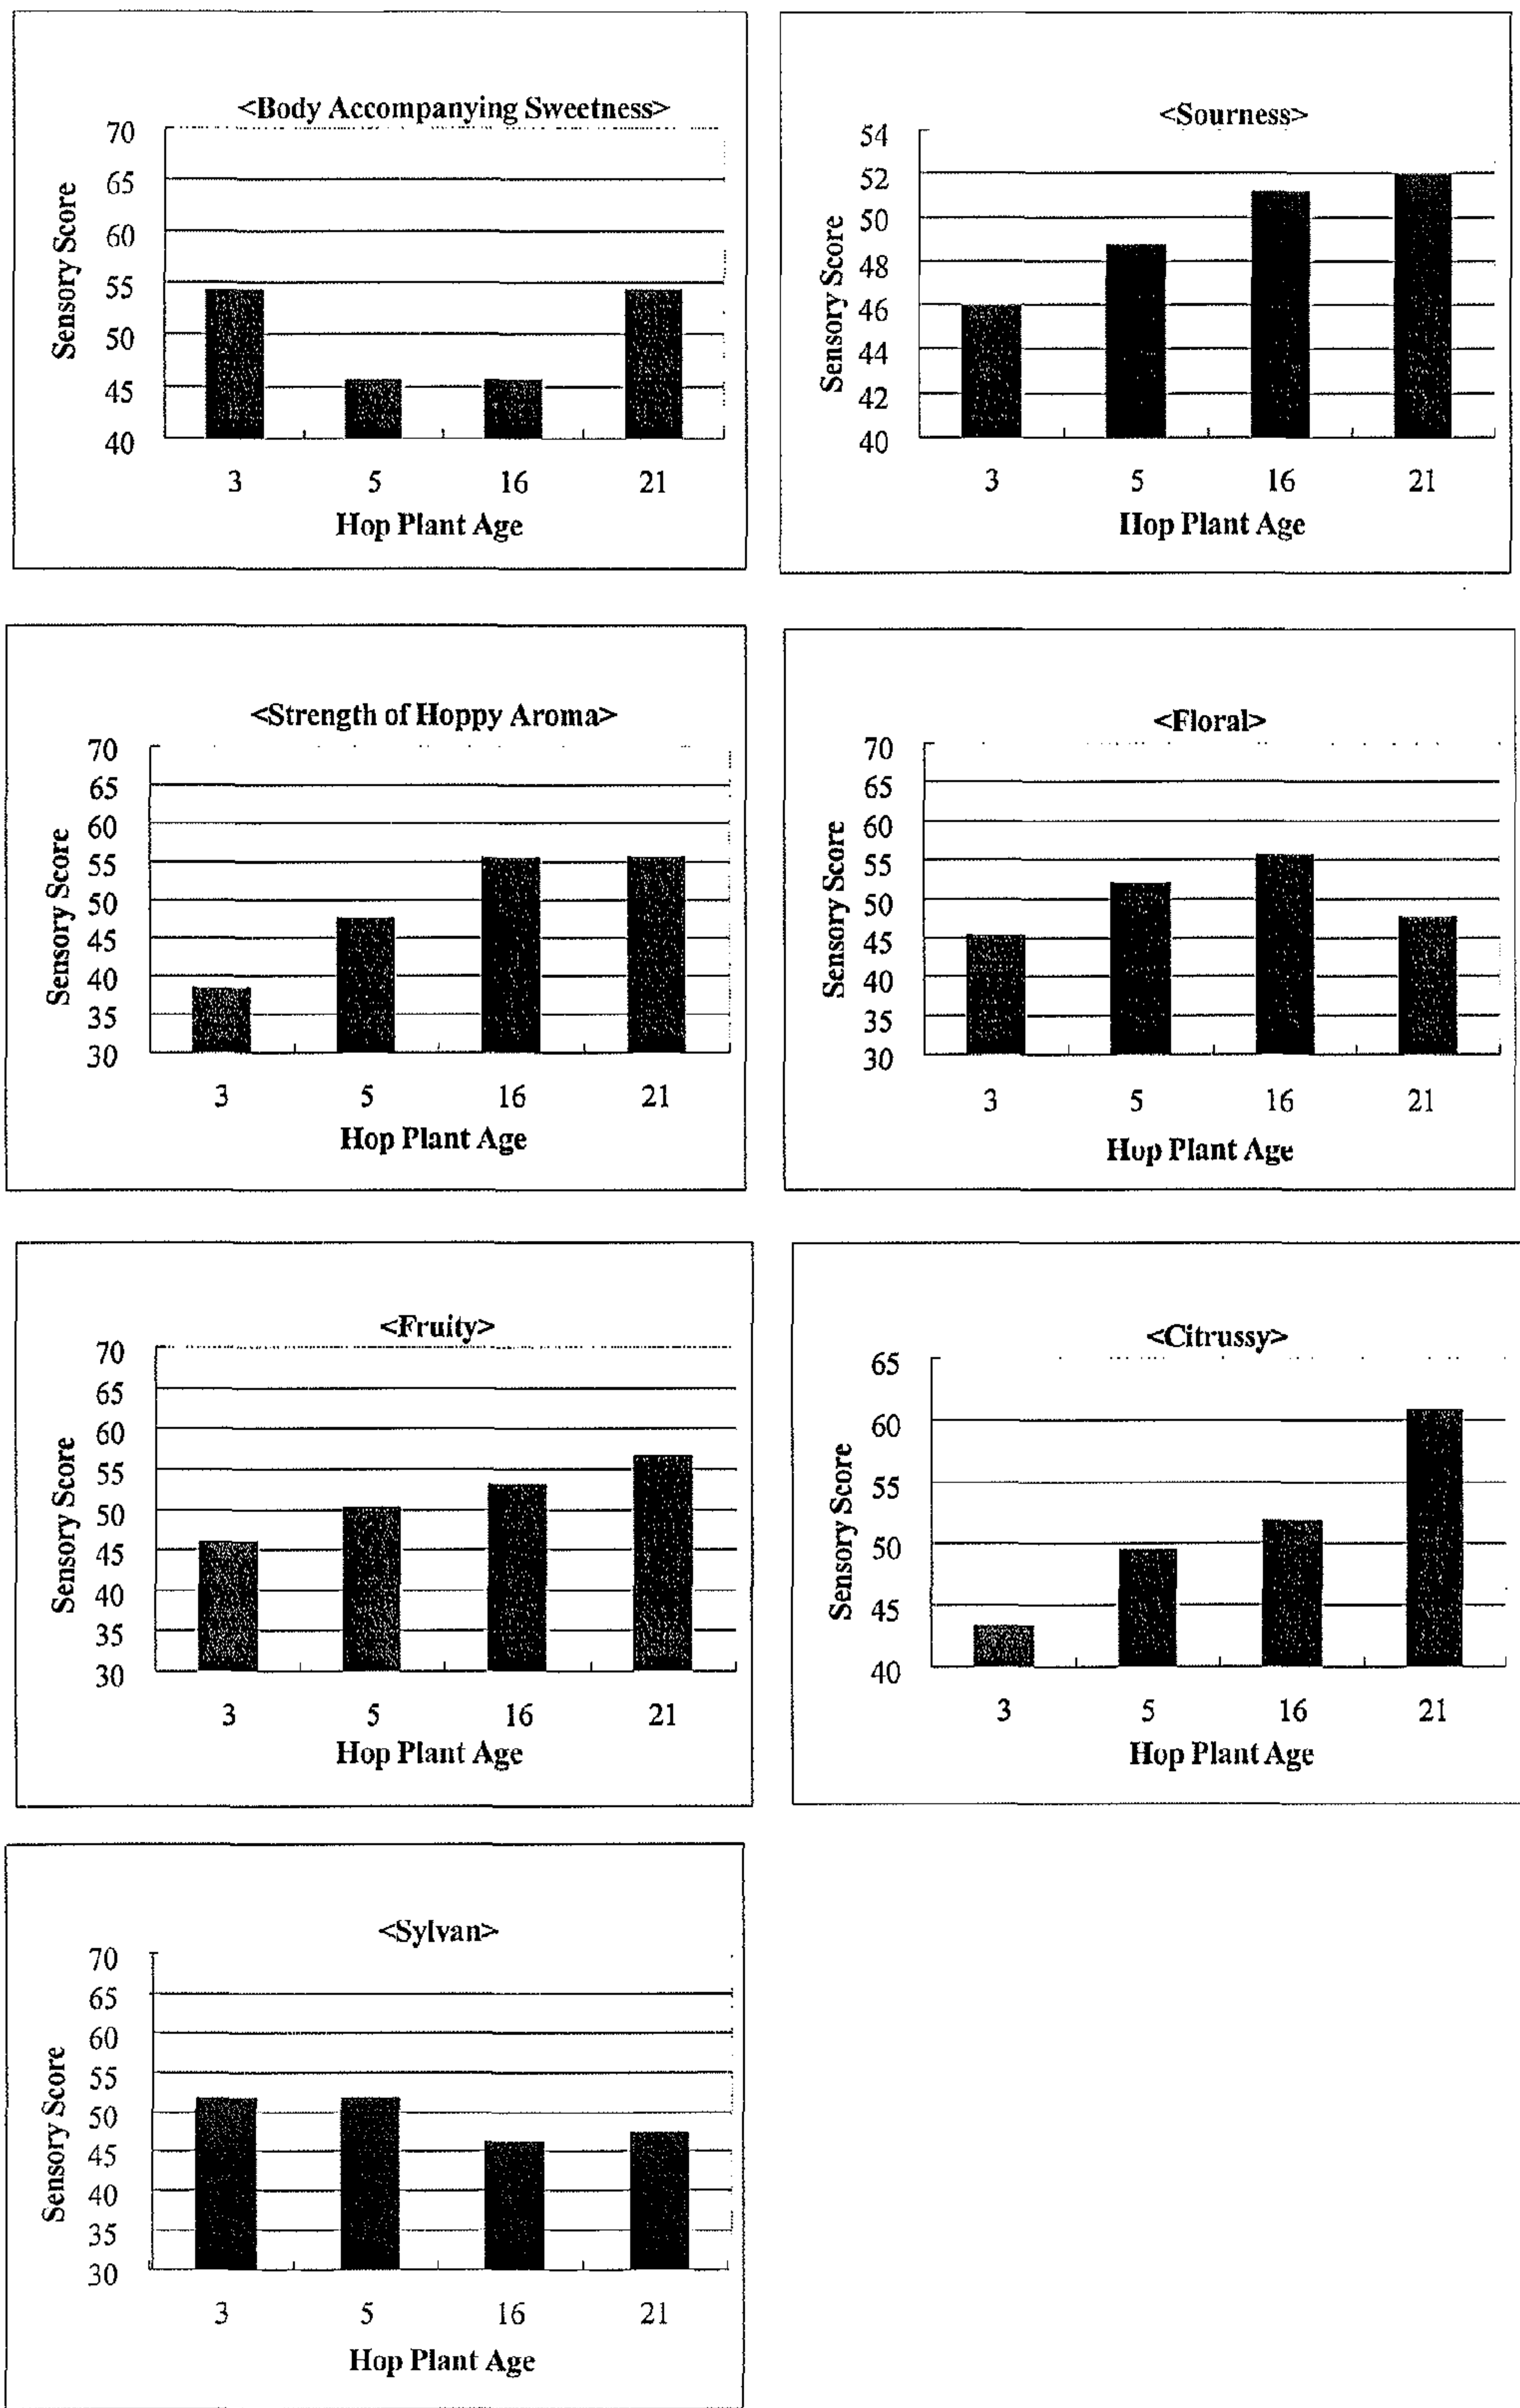 <Body Accompanying Sweetness>
70
65
60
55
50
45
40
Sensory Score
3 5 16 21
Hop Plant Age
<Sourness>
54
52
50
48
46
44
42
40
Sensory Score
3 5 16 21
Hop Plant Age
<Strength of Hoppy Aroma>
70
65
60
55
50
45
40
35
30
Sensory Score
3 5 16 21
Hop Plant Age
<Floral>
70
65
60
55
50
45
40
35
30
Sensory Score
3 5 16 21
Hop Plant Age
<Fruity>
70
65
60
55
50
45
40
35
30
Sensory Score
3 5 16 21
Hop Plant Age
<Citrussy>
65
60
55
50
45
40
Sensory Score
3 5 16 21
Hop Plant Age
<Sylvan>
70
65
60
55
50
45
40
35
30
Sensory Score
3 5 16 21
Hop Plant Age